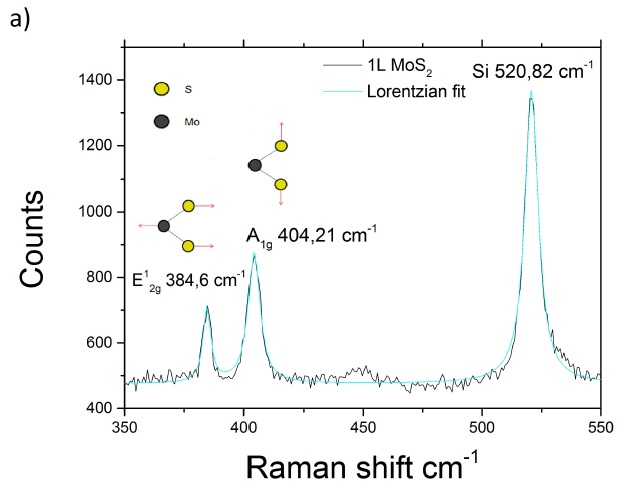 a)
1L MoS₂
Lorentzian fit
Si 520,82 cm⁻¹
S
Mo
A₁g 404,21 cm⁻¹
E¹₂g 384,6 cm⁻¹
Counts
1400
1200
1000
800
600
400
350
400
450
500
550
Raman shift cm⁻¹